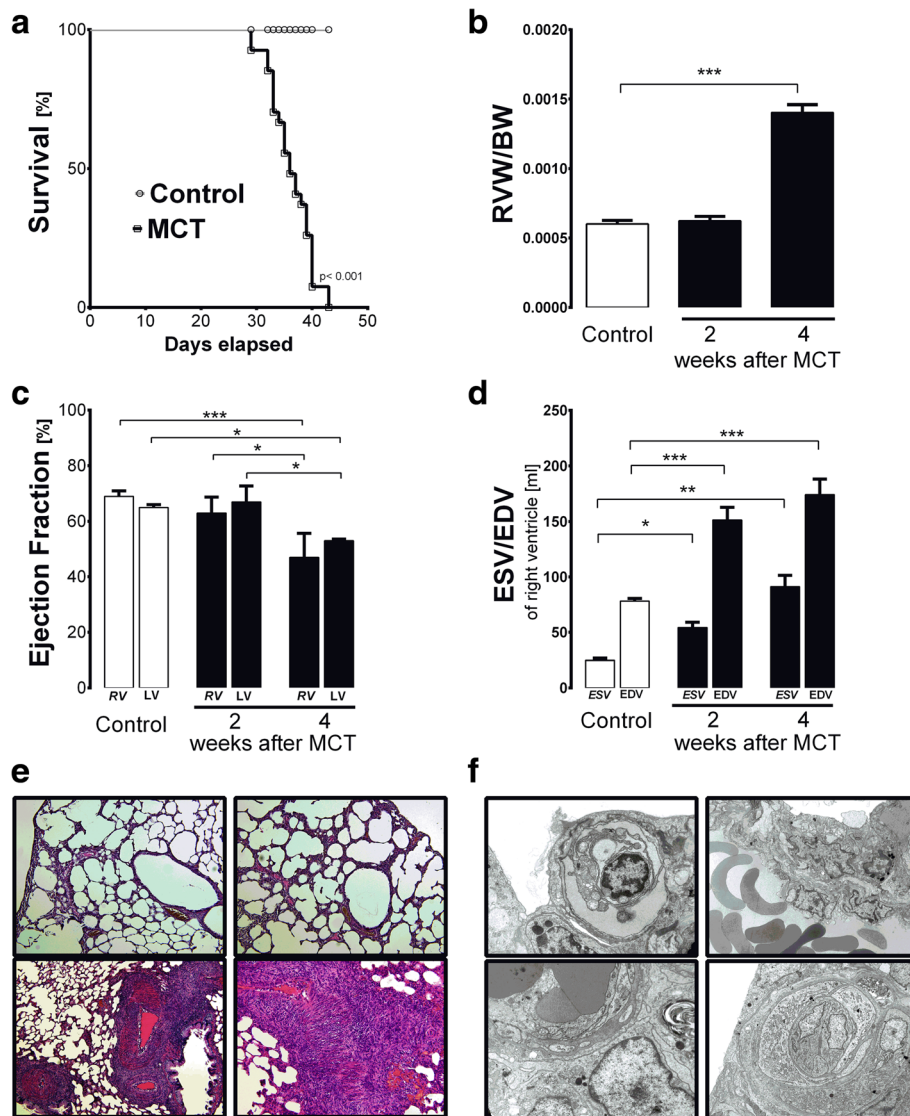 a
Survival [%]
100
50
0
Control
MCT
p< 0.001
0 10 20 30 40 50
Days elapsed
b
RVW/BW
0.0020
0.0015
0.0010
0.0005
0.0000
***
Control 2 4
weeks after MCT
c
Ejection Fraction [%]
100
80
60
40
20
0
***
*
*
*
RV LV RV LV RV LV
Control 2 4
weeks after MCT
d
ESV/EDV
of right ventricle [ml]
250
200
150
100
50
0
***
***
**
*
ESV EDV ESV EDV ESV EDV
Control 2 4
weeks after MCT
e
f